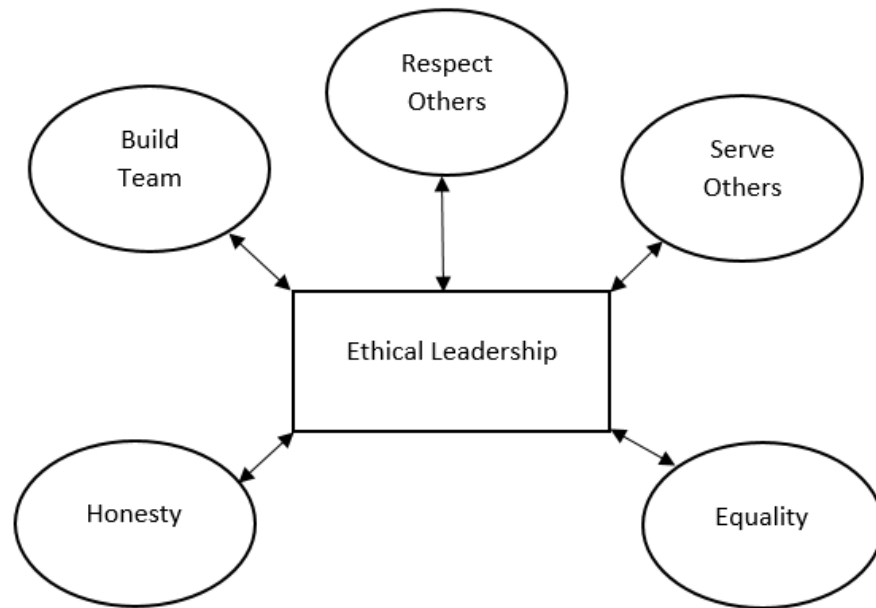 Respect
Others
Build
Team
Serve
Others
Ethical Leadership
Honesty
Equality